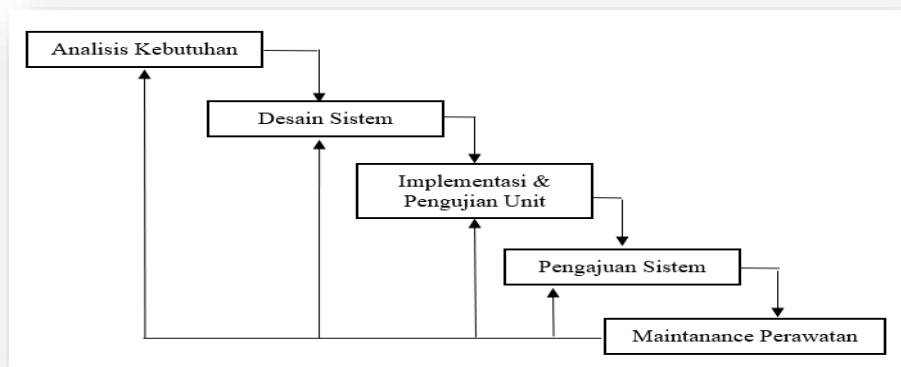 Analisis Kebutuhan
Desain Sistem
Implementasi &
Pengujian Unit
Pengajuan Sistem
Maintanance Perawatan